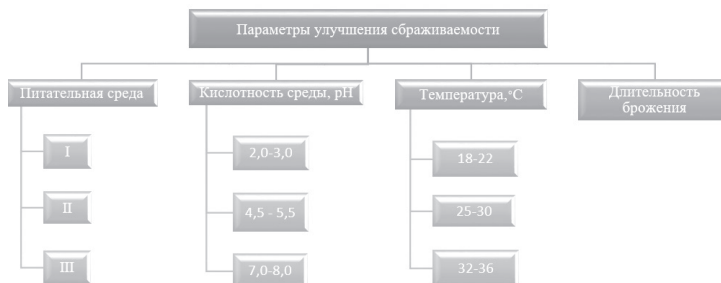 Параметры улучшения сбраживаемости
Питательная среда
I
II
III
Кислотность среды, pH
2,0-3,0
4,5 - 5,5
7,0-8,0
Температура,°С
18-22
25-30
32-36
Длительность
брожения